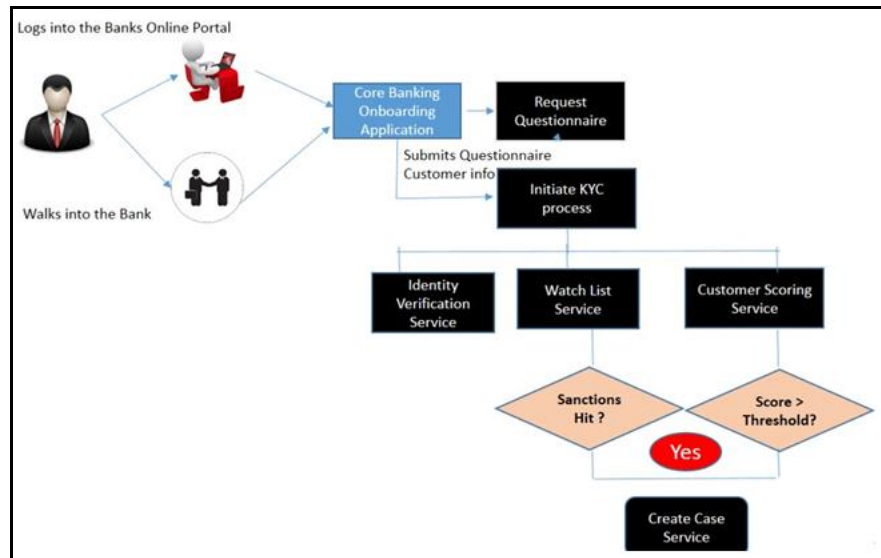 Logs into the Banks Online Portal
Core Banking
Onboarding
Application
Request
Questionnaire
Submits Questionnaire
Customer info
Walks into the Bank
Initiate KYC
process
Identity
Verification
Service
Watch List
Service
Customer Scoring
Service
Sanctions
Hit ?
Score >
Threshold?
Yes
Create Case
Service